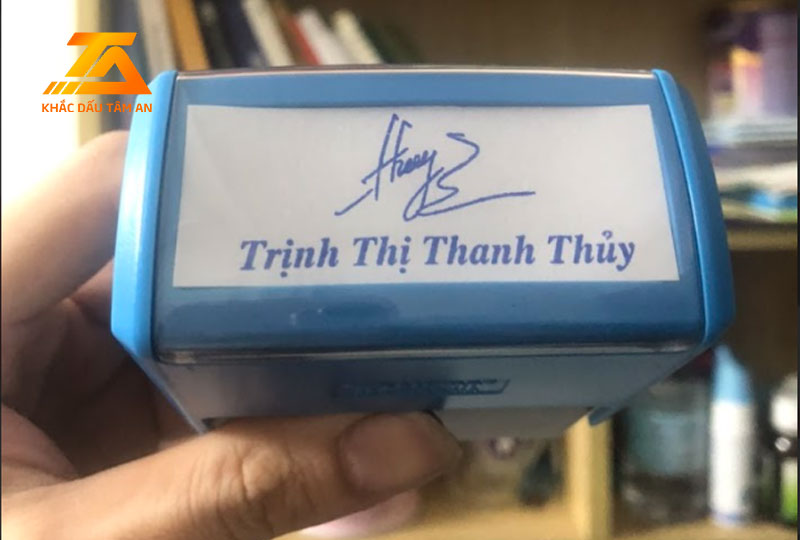 KHẮC DẤU TÂM AN
Trịnh Thị Thanh Thủy